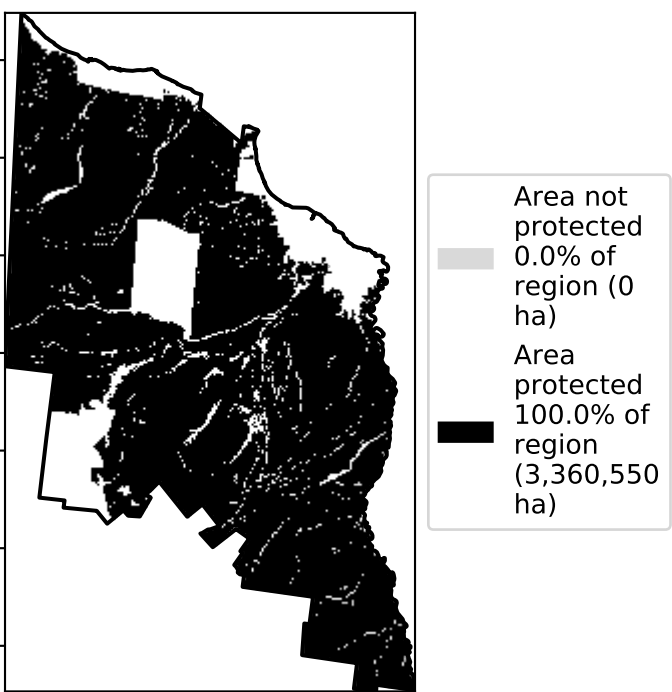 Area not
protected
0.0% of
region (0
ha)
Area
protected
100.0% of
region
(3,360,550
ha)